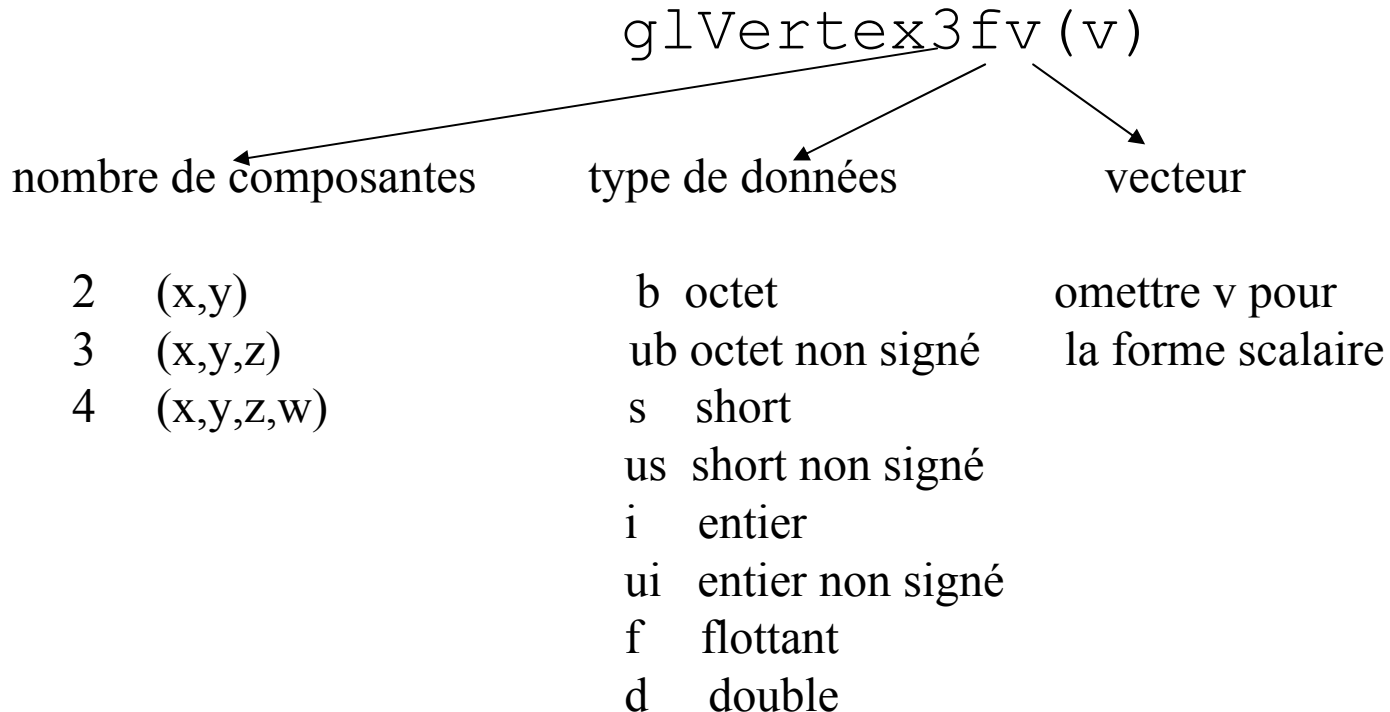 glVertex3fv(v)
nombre de composantes type de données vecteur
2 (x,y) b octet omettre v pour
3 (x,y,z) ub octet non signé la forme scalaire
4 (x,y,z,w) s short
us short non signé
i entier
ui entier non signé
f flottant
d double